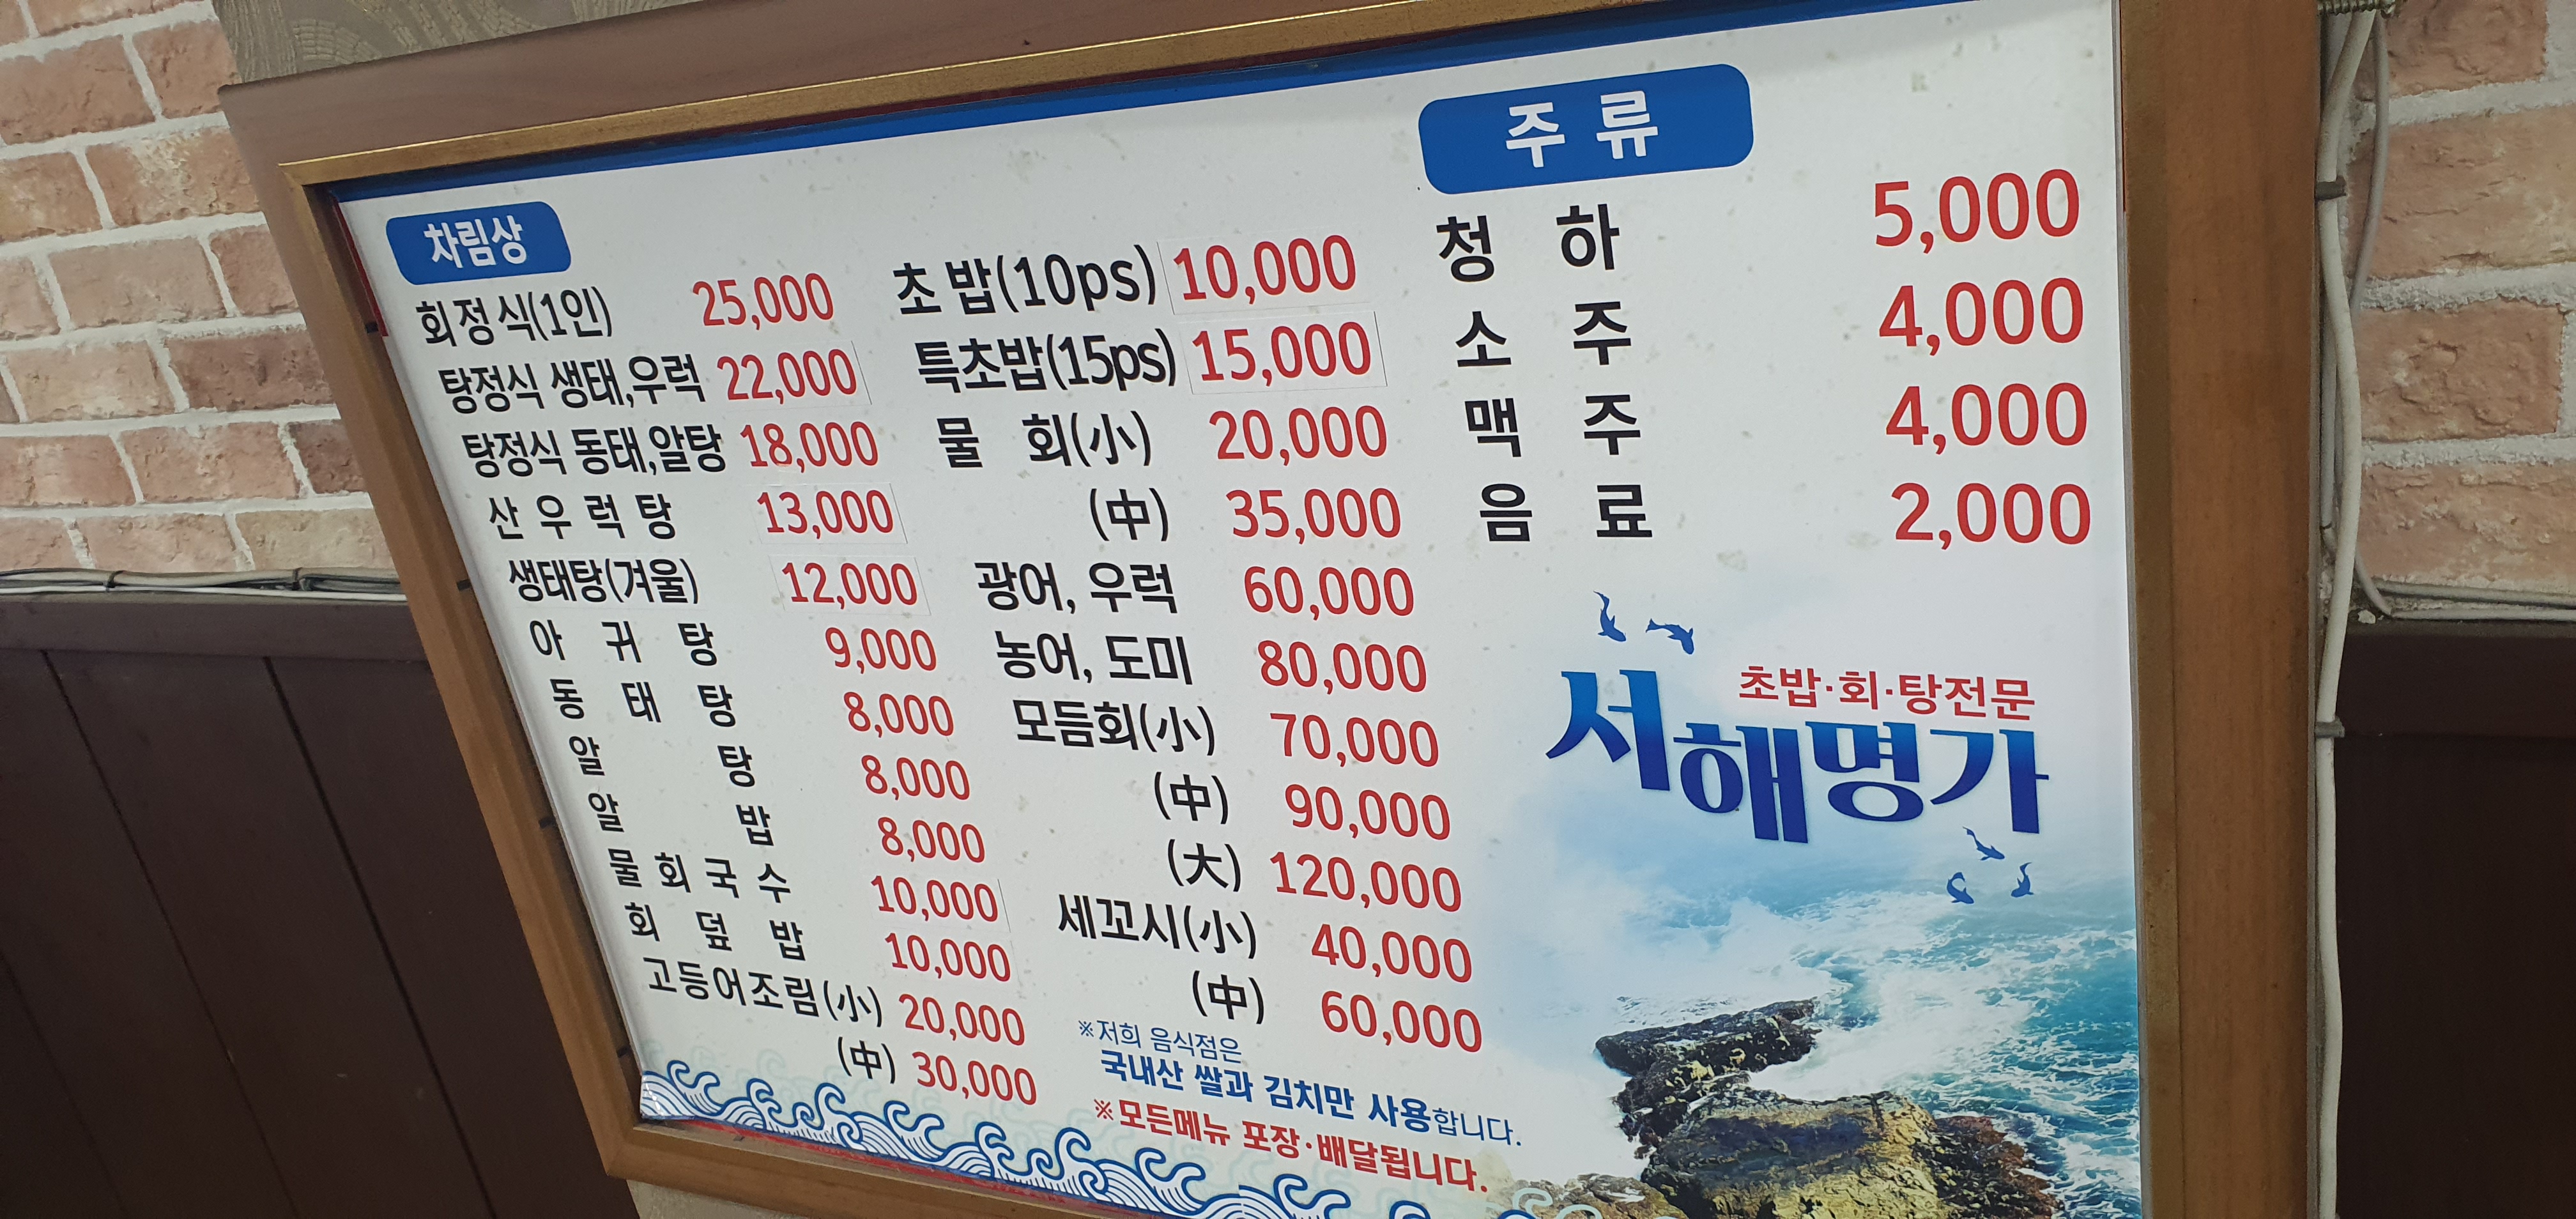 차림상
회정식(1인) 25,000
탕정식 생태,우럭 22,000
탕정식 동태,알탕 18,000
산우럭탕 13,000
생태탕(겨울) 12,000
아귀탕 9,000
동태탕 8,000
알탕 8,000
알밥 8,000
물회국수 10,000
회덮밥 10,000
고등어조림(小) 20,000
(中) 30,000
초밥(10ps) 10,000
특초밥(15ps) 15,000
물회(小) 20,000
(中) 35,000
광어, 우럭 60,000
농어, 도미 80,000
모듬회(小) 70,000
(中) 90,000
(大) 120,000
세꼬시(小) 40,000
(中) 60,000
※저희 음식점은
국내산 쌀과 김치만 사용합니다.
※모든메뉴 포장·배달됩니다.
주류
청하 5,000
소주 4,000
맥주 4,000
음료 2,000
초밥·회·탕전문
서해명가